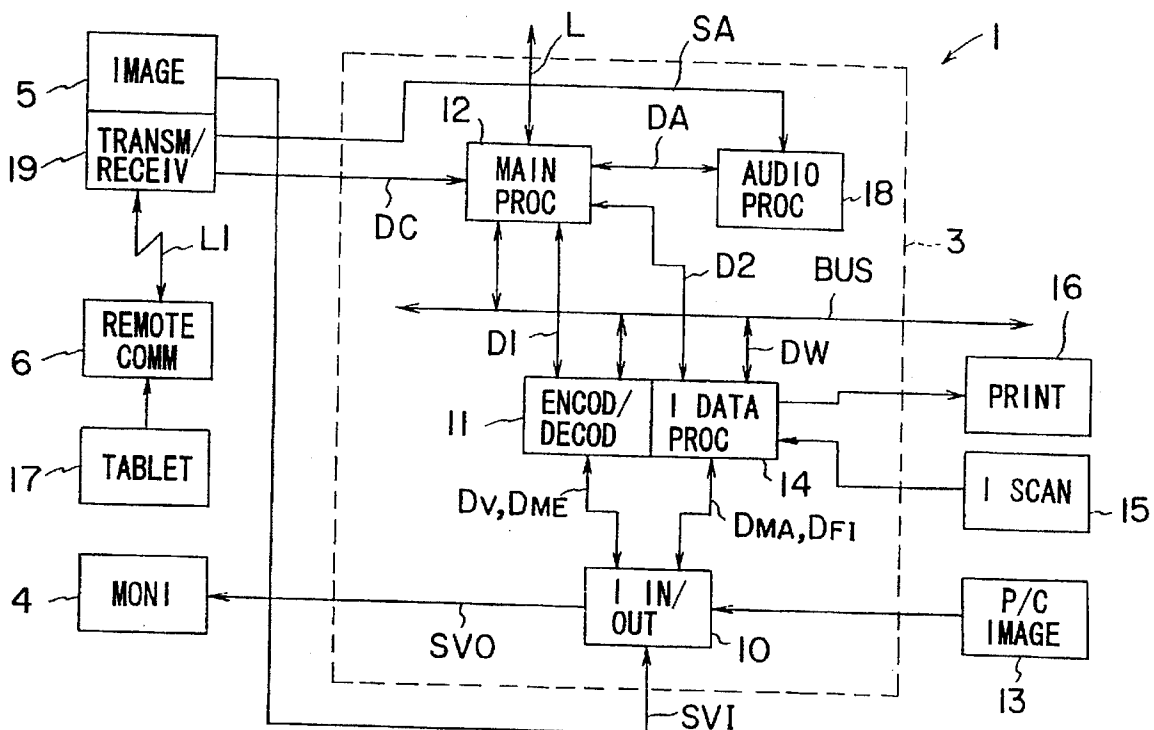 L
SA
1
IMAGE
5
12
DA
TRANSM/
RECEIV
19
MAIN
PROC
AUDIO
PROC
18
DC
3
L1
D2
BUS
16
REMOTE
COMM
6
D1
DW
PRINT
ENCOD/
DECOD
11
I DATA
PROC
TABLET
17
14
I SCAN
15
DV, DME
DMA, DFI
MONI
4
I IN/
OUT
P/C
IMAGE
SVO
10
13
SVI